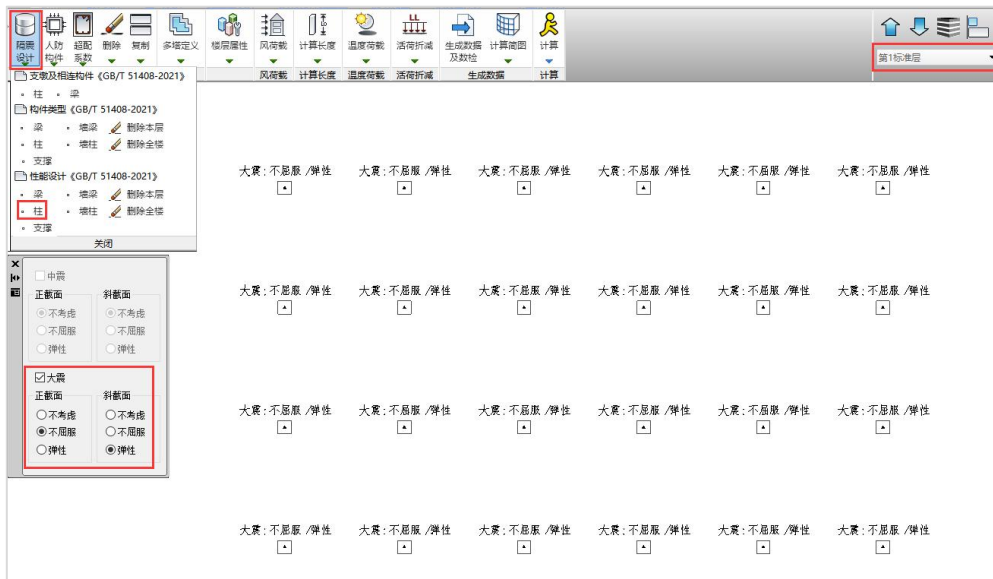 隔震设计 人防构件 超配系数 删除 复制 多塔定义 楼层属性 风荷载 计算长度 温度荷载 活荷折减 生成数据及数检 计算简图 计算
风荷载 计算长度 温度荷载 活荷折减 生成数据 计算
第1标准层
支墩及相连构件《GB/T 51408-2021》
柱 梁
构件类型《GB/T 51408-2021》
梁 墙梁 删除本层
柱 墙柱 删除全楼
支撑
性能设计《GB/T 51408-2021》
梁 墙梁 删除本层
柱 墙柱 删除全楼
支撑
关闭
中震
正截面 斜截面
不考虑 不考虑
不屈服 不屈服
弹性 弹性
大震
正截面 斜截面
不考虑 不考虑
不屈服 不屈服
弹性 弹性
大震:不屈服 /弹性 大震:不屈服 /弹性 大震:不屈服 /弹性 大震:不屈服 /弹性 大震:不屈服 /弹性 大震:不屈服 /弹性
大震:不屈服 /弹性 大震:不屈服 /弹性 大震:不屈服 /弹性 大震:不屈服 /弹性 大震:不屈服 /弹性 大震:不屈服 /弹性
大震:不屈服 /弹性 大震:不屈服 /弹性 大震:不屈服 /弹性 大震:不屈服 /弹性 大震:不屈服 /弹性 大震:不屈服 /弹性
大震:不屈服 /弹性 大震:不屈服 /弹性 大震:不屈服 /弹性 大震:不屈服 /弹性 大震:不屈服 /弹性 大震:不屈服 /弹性